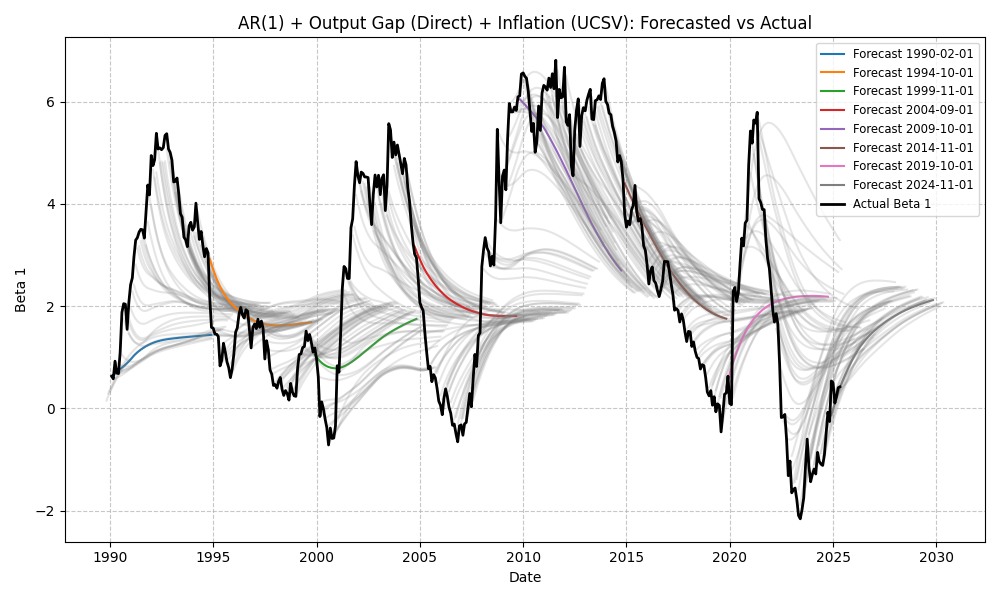 AR(1) + Output Gap (Direct) + Inflation (UCSV): Forecasted vs Actual
Forecast 1990-02-01
Forecast 1994-10-01
Forecast 1999-11-01
Forecast 2004-09-01
Forecast 2009-10-01
Forecast 2014-11-01
Forecast 2019-10-01
Forecast 2024-11-01
Actual Beta 1
Beta 1
6
4
2
0
−2
1990 1995 2000 2005 2010 2015 2020 2025 2030
Date